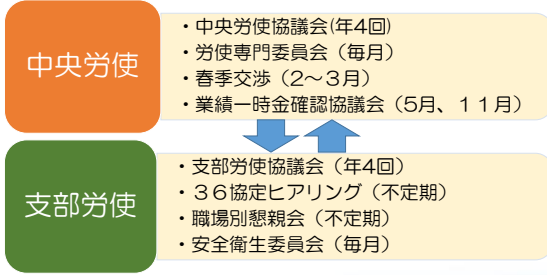 中央労使
・中央労使協議会(年4回)
・労使専門委員会（毎月）
・春季交渉（2～3月）
・業績一時金確認協議会（5月、１１月）
支部労使
・支部労使協議会（年4回）
・３６協定ヒアリング（不定期）
・職場別懇親会（不定期）
・安全衛生委員会（毎月）